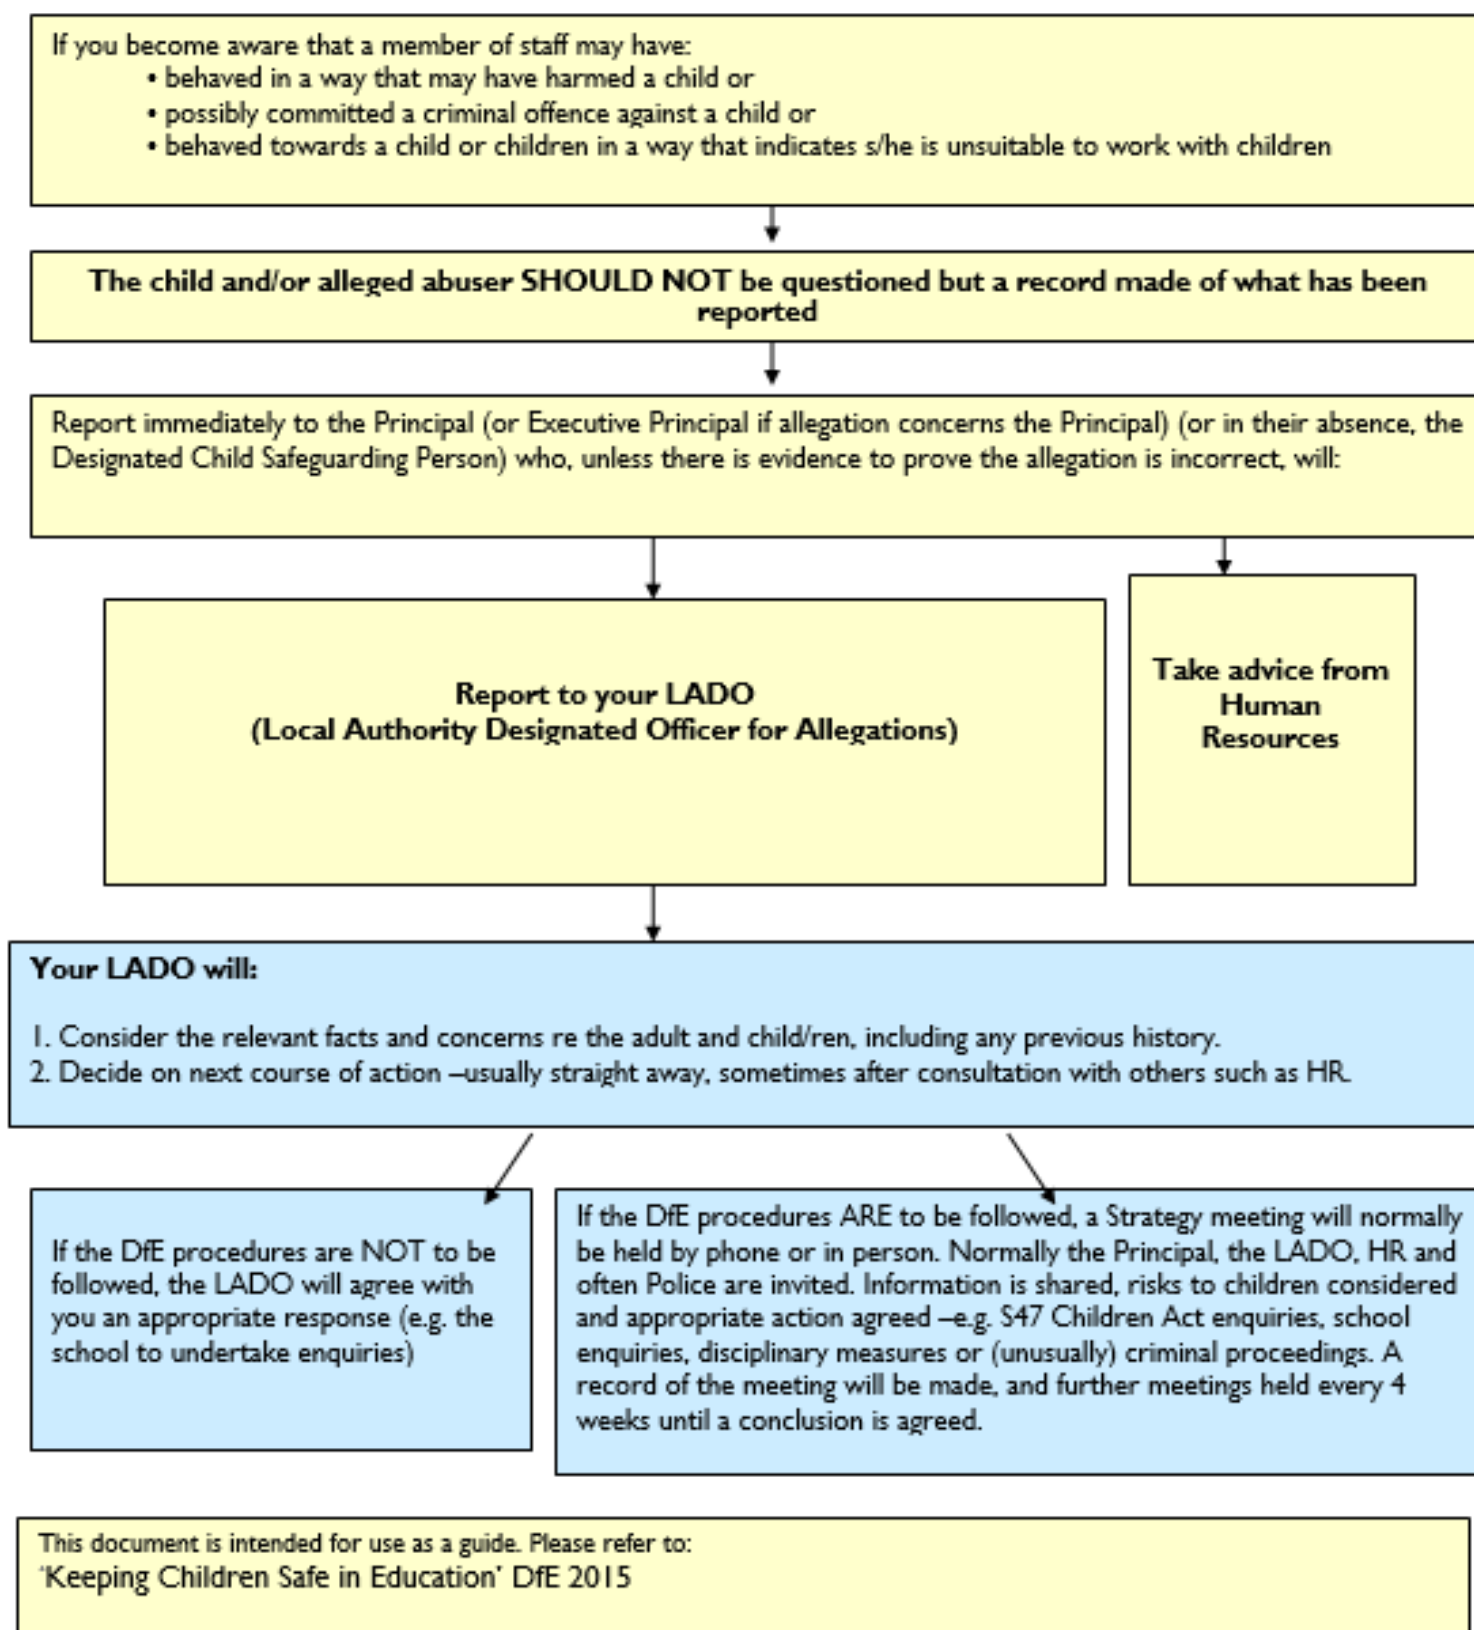 If you become aware that a member of staff may have:
• behaved in a way that may have harmed a child or
• possibly committed a criminal offence against a child or
• behaved towards a child or children in a way that indicates s/he is unsuitable to work with children
The child and/or alleged abuser SHOULD NOT be questioned but a record made of what has been
reported
Report immediately to the Principal (or Executive Principal if allegation concerns the Principal) (or in their absence, the
Designated Child Safeguarding Person) who, unless there is evidence to prove the allegation is incorrect, will:
Report to your LADO
(Local Authority Designated Officer for Allegations)
Take advice from
Human
Resources
Your LADO will:
1. Consider the relevant facts and concerns re the adult and child/ren, including any previous history.
2. Decide on next course of action –usually straight away, sometimes after consultation with others such as HR.
If the DfE procedures are NOT to be
followed, the LADO will agree with
you an appropriate response (e.g. the
school to undertake enquiries)
If the DfE procedures ARE to be followed, a Strategy meeting will normally
be held by phone or in person. Normally the Principal, the LADO, HR and
often Police are invited. Information is shared, risks to children considered
and appropriate action agreed –e.g. S47 Children Act enquiries, school
enquiries, disciplinary measures or (unusually) criminal proceedings. A
record of the meeting will be made, and further meetings held every 4
weeks until a conclusion is agreed.
This document is intended for use as a guide. Please refer to:
‘Keeping Children Safe in Education’ DfE 2015